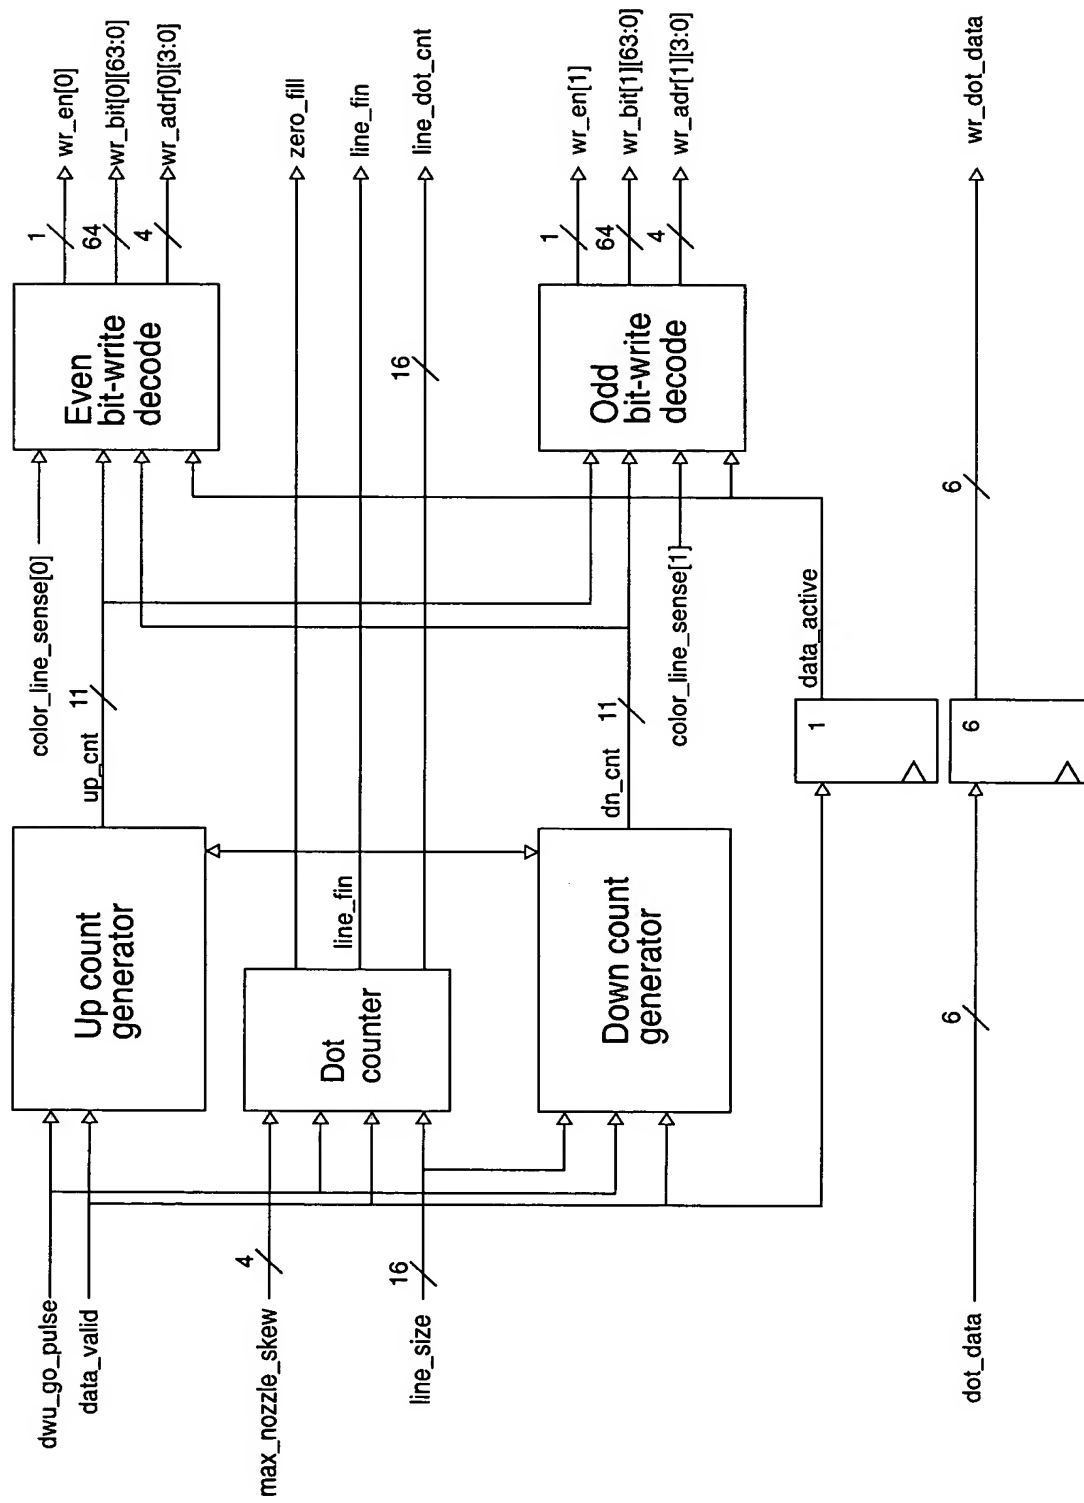 dwu_go_pulse
data_valid
max_nozzle_skew
4
line_size
16
dot_data
6
Up count
generator
Dot
counter
Down count
generator
line_fin
up_cnt
11
color_line_sense[0]
dn_cnt
11
color_line_sense[1]
1
data_active
6
Even
bit-write
decode
Odd
bit-write
decode
16
6
1
64
4
wr_en[0]
wr_bit[0][63:0]
wr_adr[0][3:0]
zero_fill
line_fin
line_dot_cnt
1
64
4
wr_en[1]
wr_bit[1][63:0]
wr_adr[1][3:0]
wr_dot_data